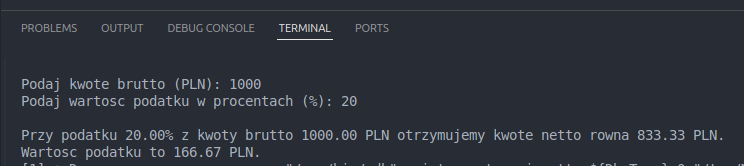 PROBLEMS OUTPUT DEBUG CONSOLE TERMINAL PORTS
Podaj kwote brutto (PLN): 1000
Podaj wartosc podatku w procentach (%): 20
Przy podatku 20.00% z kwoty brutto 1000.00 PLN otrzymujemy kwote netto rowna 833.33 PLN.
Wartosc podatku to 166.67 PLN.